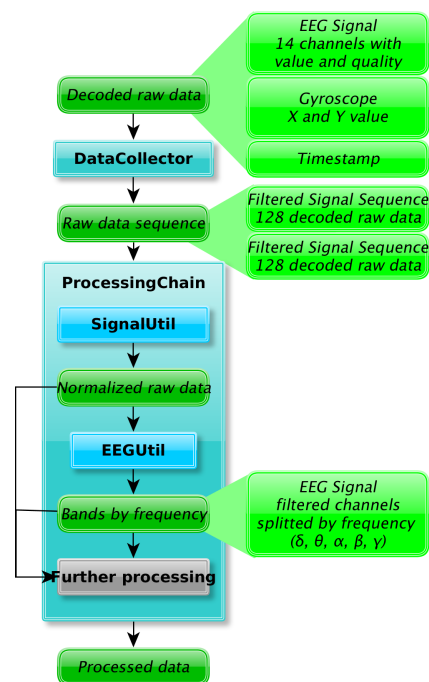 EEG Signal
14 channels with
value and quality
Decoded raw data
Gyroscope
X and Y value
DataCollector
Timestamp
Filtered Signal Sequence
128 decoded raw data
Raw data sequence
Filtered Signal Sequence
128 decoded raw data
ProcessingChain
SignalUtil
Normalized raw data
EEGUtil
Bands by frequency
EEG Signal
filtered channels
splitted by frequency
(δ, θ, α, β, γ)
Further processing
Processed data